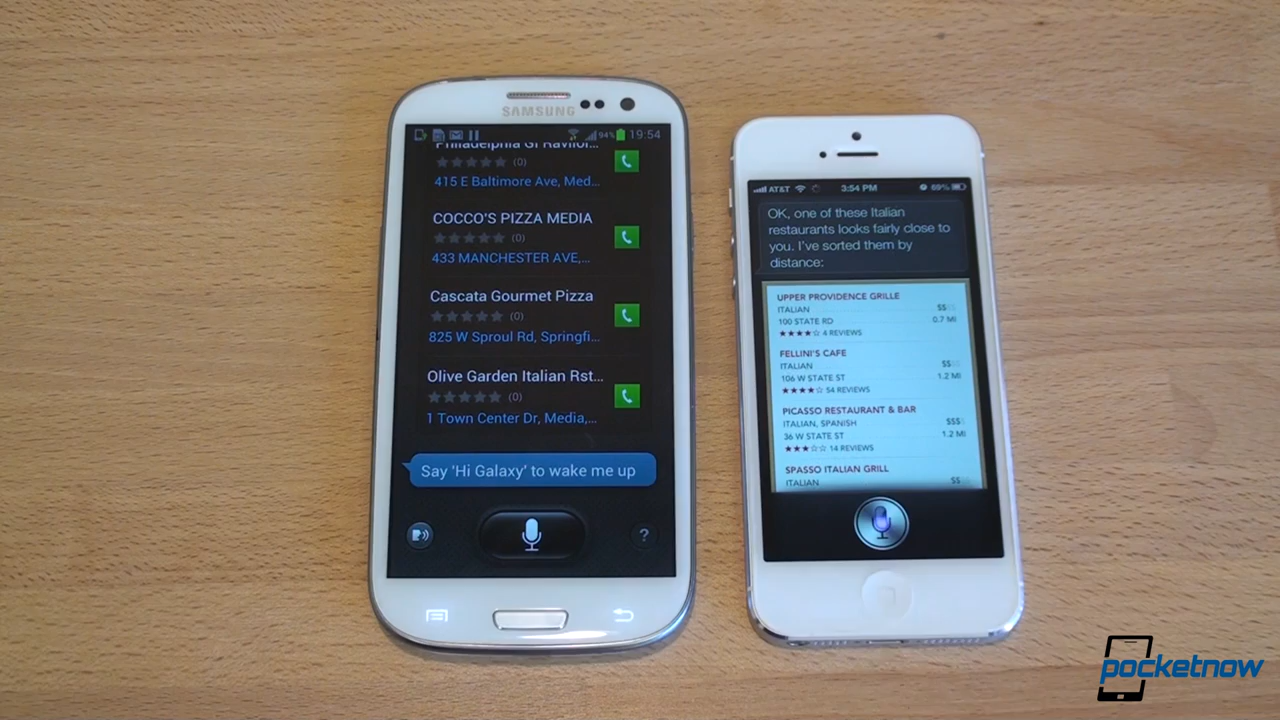 SAMSUNG
94% 19:54
Philadelphia Gr Raviol...
(0)
415 E Baltimore Ave, Med...
COCCO'S PIZZA MEDIA
(0)
433 MANCHESTER AVE,...
Cascata Gourmet Pizza
(0)
825 W Sproul Rd, Springfi...
Olive Garden Italian Rst...
(0)
1 Town Center Dr, Media,...
Say 'Hi Galaxy' to wake me up
?
AT&T 3:54 PM 69%
OK, one of these Italian
restaurants looks fairly close to
you. I've sorted them by
distance:
UPPER PROVIDENCE GRILLE
ITALIAN $$$$
100 STATE RD 0.7 MI
4 REVIEWS
FELLINI'S CAFE
ITALIAN $$$$
106 W STATE ST 1.2 MI
54 REVIEWS
PICASSO RESTAURANT & BAR
ITALIAN, SPANISH $$$$
36 W STATE ST 1.2 MI
14 REVIEWS
SPASSO ITALIAN GRILL
ITALIAN $$$$
pocketnow